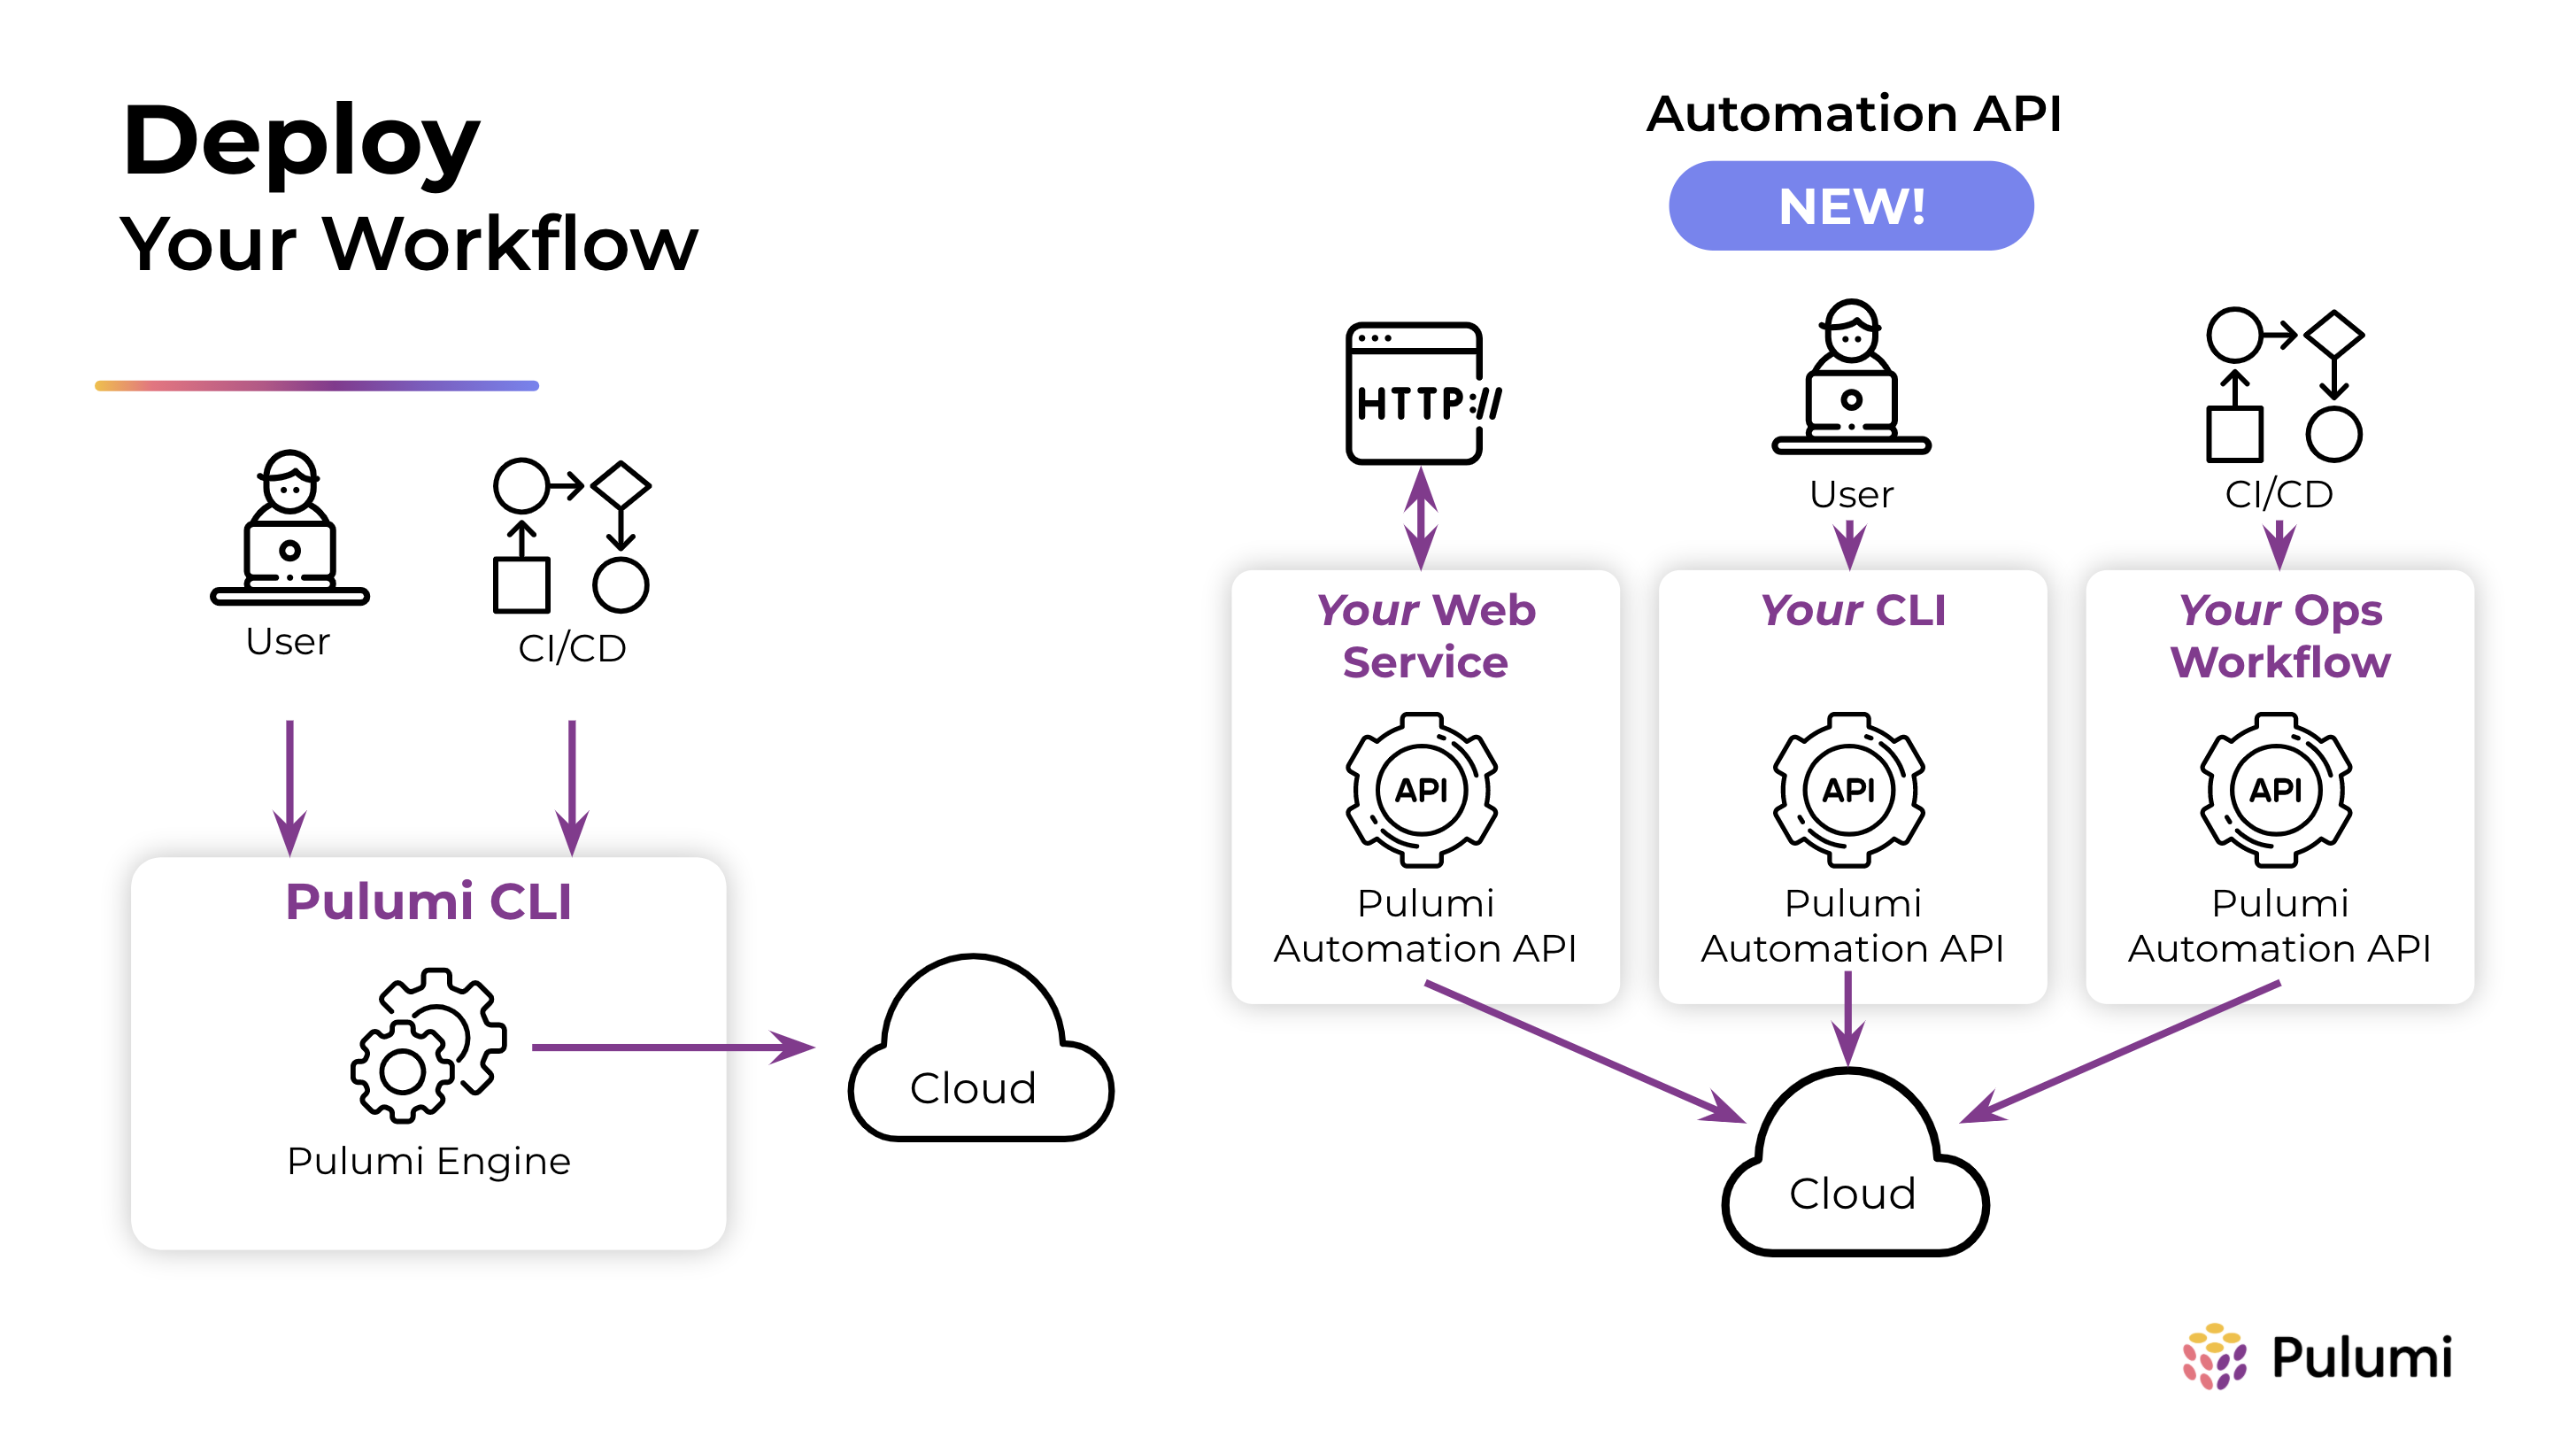 Deploy
Your Workflow
User
CI/CD
Pulumi CLI
Pulumi Engine
Cloud
Automation API
NEW!
HTTP://
User
CI/CD
Your Web
Service
API
Pulumi
Automation API
Your CLI
API
Pulumi
Automation API
Your Ops
Workflow
API
Pulumi
Automation API
Cloud
Pulumi